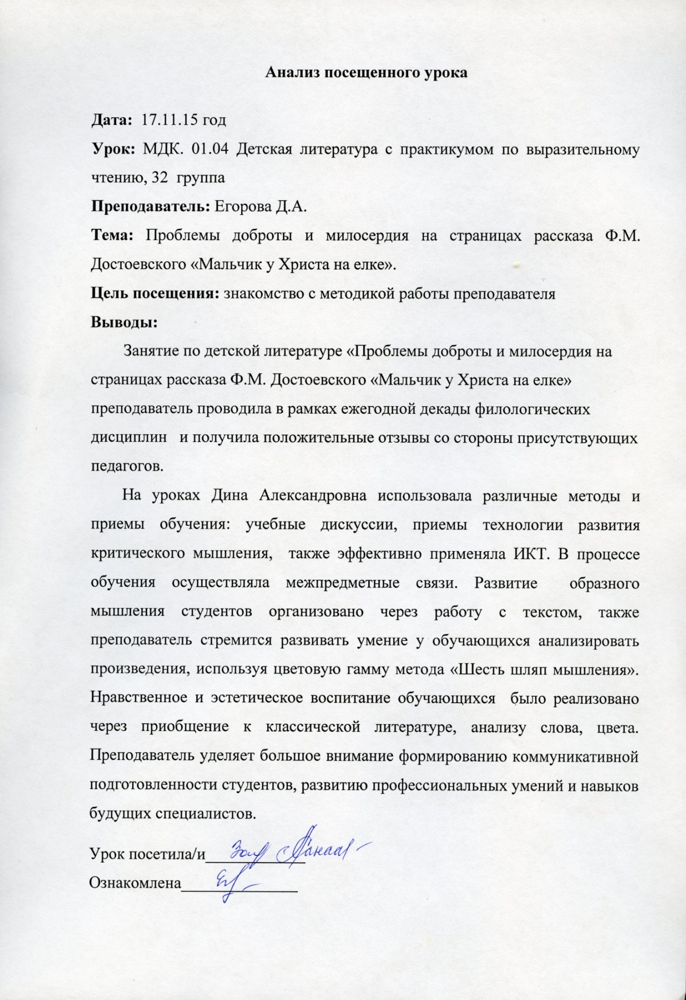 Анализ посещенного урока
Дата: 17.11.15 год
Урок: МДК. 01.04 Детская литература с практикумом по выразительному
чтению, 32 группа
Преподаватель: Егорова Д.А.
Тема: Проблемы доброты и милосердия на страницах рассказа Ф.М.
Достоевского «Мальчик у Христа на елке».
Цель посещения: знакомство с методикой работы преподавателя
Выводы:
Занятие по детской литературе «Проблемы доброты и милосердия на
страницах рассказа Ф.М. Достоевского «Мальчик у Христа на елке»
преподаватель проводила в рамках ежегодной декады филологических
дисциплин и получила положительные отзывы со стороны присутствующих
педагогов.
На уроках Дина Александровна использовала различные методы и
приемы обучения: учебные дискуссии, приемы технологии развития
критического мышления, также эффективно применяла ИКТ. В процессе
обучения осуществляла межпредметные связи. Развитие образного
мышления студентов организовано через работу с текстом, также
преподаватель стремится развивать умение у обучающихся анализировать
произведения, используя цветовую гамму метода «Шесть шляп мышления».
Нравственное и эстетическое воспитание обучающихся было реализовано
через приобщение к классической литературе, анализу слова, цвета.
Преподаватель уделяет большое внимание формированию коммуникативной
подготовленности студентов, развитию профессиональных умений и навыков
будущих специалистов.
Урок посетила/и
Ознакомлена